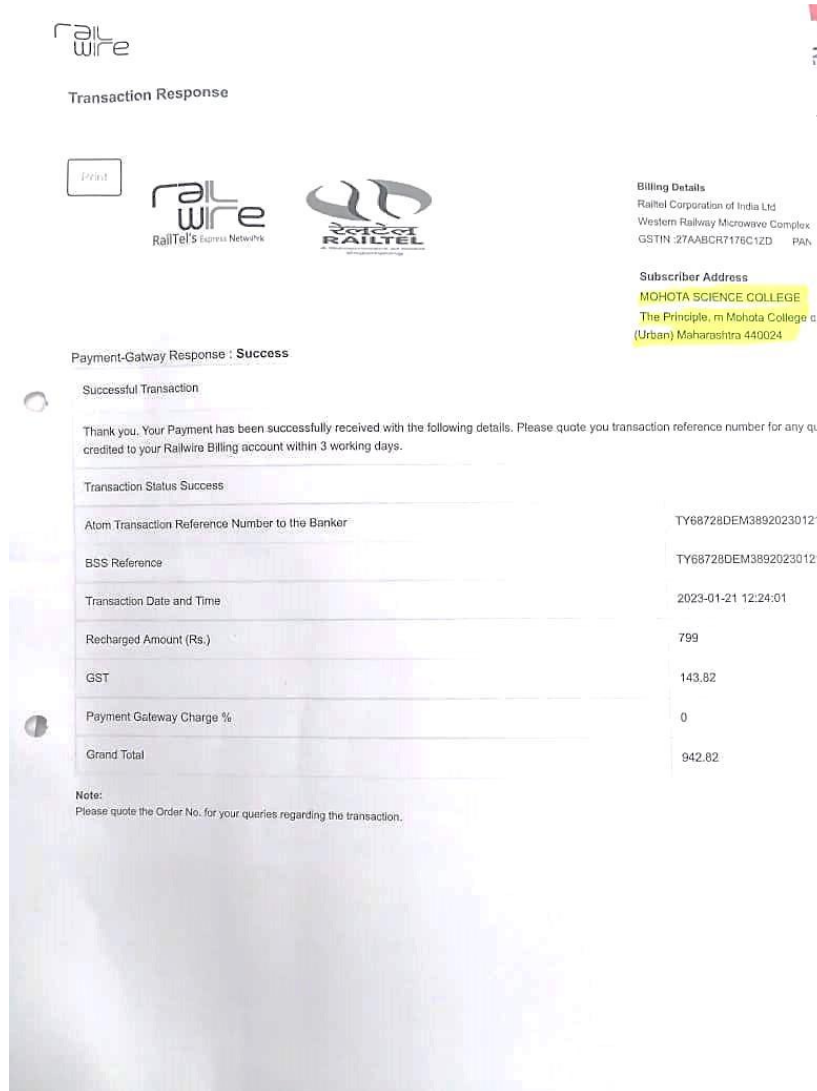 rail
wire
Transaction Response
Print
rail
wire
RailTel's Express Network
रेलटेल
RAILTEL
Billing Details
Railtel Corporation of India Ltd
Western Railway Microwave Complex
GSTIN :27AABCR7176C1ZD PAN
Subscriber Address
MOHOTA SCIENCE COLLEGE
The Principle, m Mohota College
(Urban) Maharashtra 440024
Payment-Gatway Response : Success
Successful Transaction
Thank you. Your Payment has been successfully received with the following details. Please quote you transaction reference number for any qu
credited to your Railwire Billing account within 3 working days.
Transaction Status Success
Atom Transaction Reference Number to the Banker TY68728DEM3892023012
BSS Reference TY68728DEM3892023012
Transaction Date and Time 2023-01-21 12:24:01
Recharged Amount (Rs.) 799
GST 143.82
Payment Gateway Charge % 0
Grand Total 942.82
Note:
Please quote the Order No. for your queries regarding the transaction.